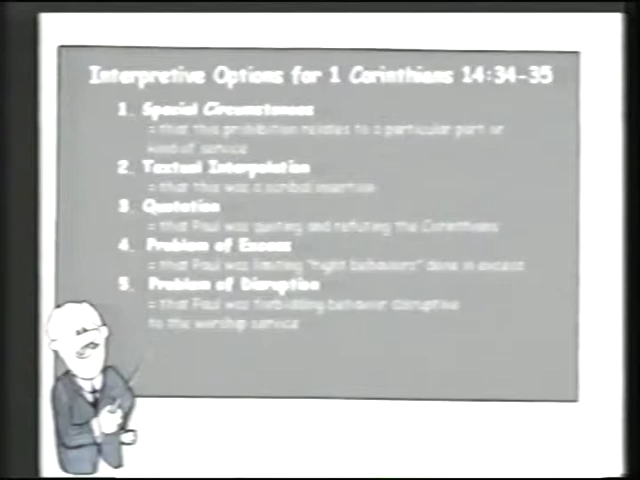 Interpretive Options for 1 Corinthians 14:34-35
1. Special Circumstances
= that this prohibition relates to a particular part or
kind of service
2. Textual Interpolation
= that this was a scribal insertion
3. Quotation
= that Paul was quoting and refuting the Corinthians
4. Problem of Excess
= that Paul was limiting "right behaviors" done in excess
5. Problem of Disruption
= that Paul was forbidding behavior disruptive
to the worship service